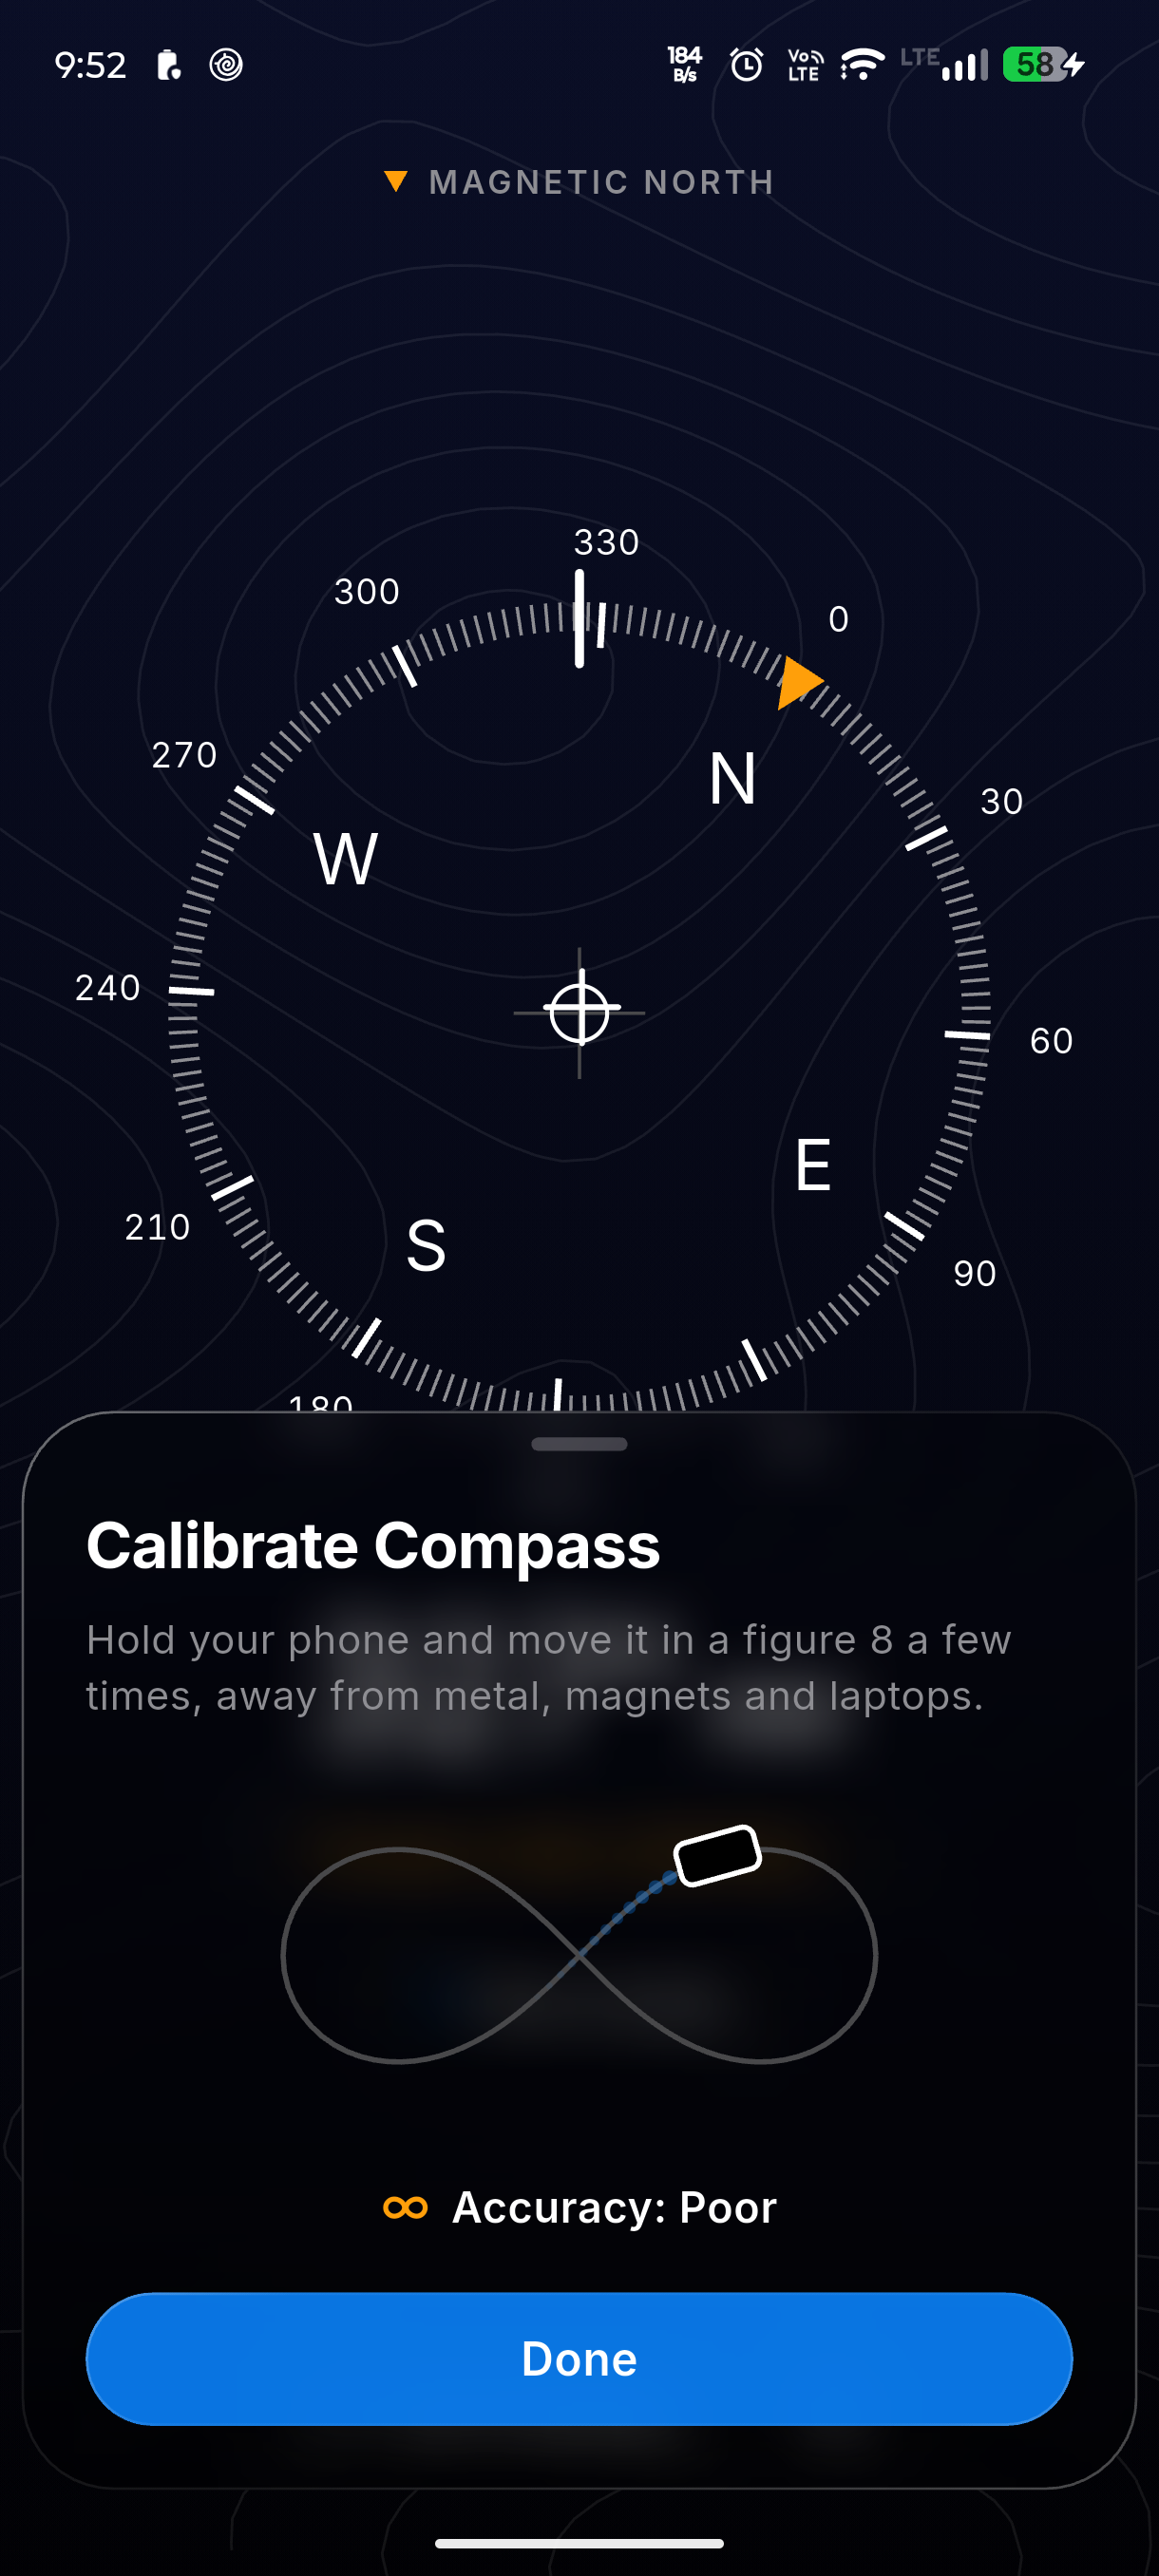 9:52
184
B/s
Vo
LTE
LTE
58
MAGNETIC NORTH
330
300
0
270
N
30
W
240
60
E
210
S
90
180
Calibrate Compass
Hold your phone and move it in a figure 8 a few
times, away from metal, magnets and laptops.
Accuracy: Poor
Done